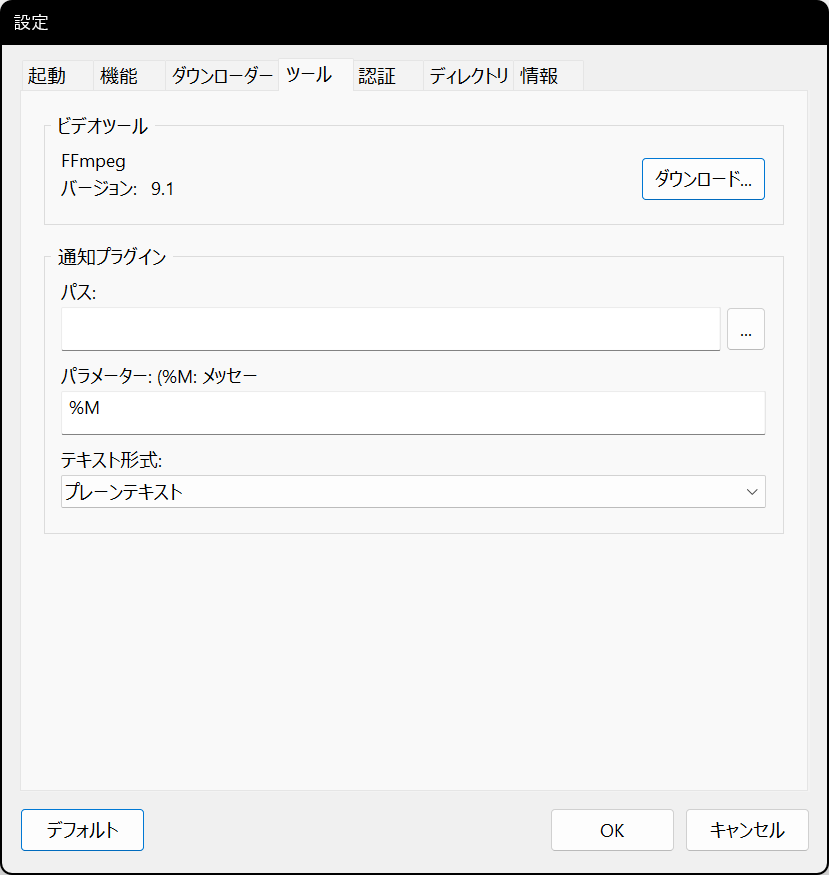 設定
起動 機能 ダウンローダー ツール 認証 ディレクトリ 情報
ビデオツール
FFmpeg
バージョン: 9.1
ダウンロード...
通知プラグイン
パス:
...
パラメーター: (%M: メッセー
%M
テキスト形式:
プレーンテキスト
デフォルト OK キャンセル